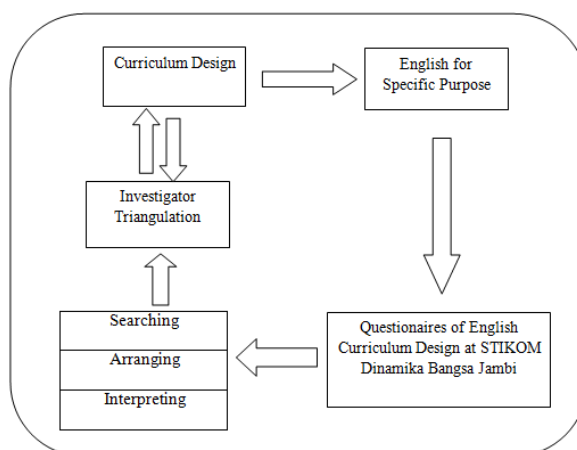 Curriculum Design
English for
Specific Purpose
Investigator
Triangulation
Searching
Arranging
Interpreting
Questionaires of English
Curriculum Design at STIKOM
Dinamika Bangsa Jambi